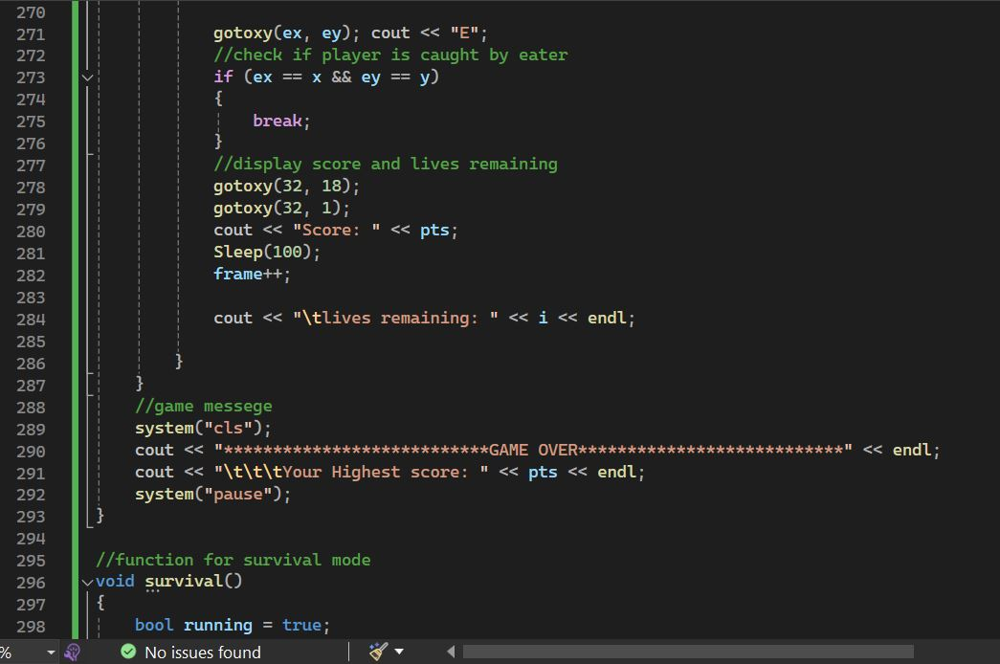 270
271 gotoxy(ex, ey); cout << "E";
272 //check if player is caught by eater
273 if (ex == x && ey == y)
274 {
275 break;
276 }
277 //display score and lives remaining
278 gotoxy(32, 18);
279 gotoxy(32, 1);
280 cout << "Score: " << pts;
281 Sleep(100);
282 frame++;
283
284 cout << "\tlives remaining: " << i << endl;
285
286 }
287 }
288 //game messege
289 system("cls");
290 cout << "***************************GAME OVER***************************" << endl;
291 cout << "\t\t\tYour Highest score: " << pts << endl;
292 system("pause");
293 }
294
295 //function for survival mode
296 void survival()
297 {
298 bool running = true;
% No issues found